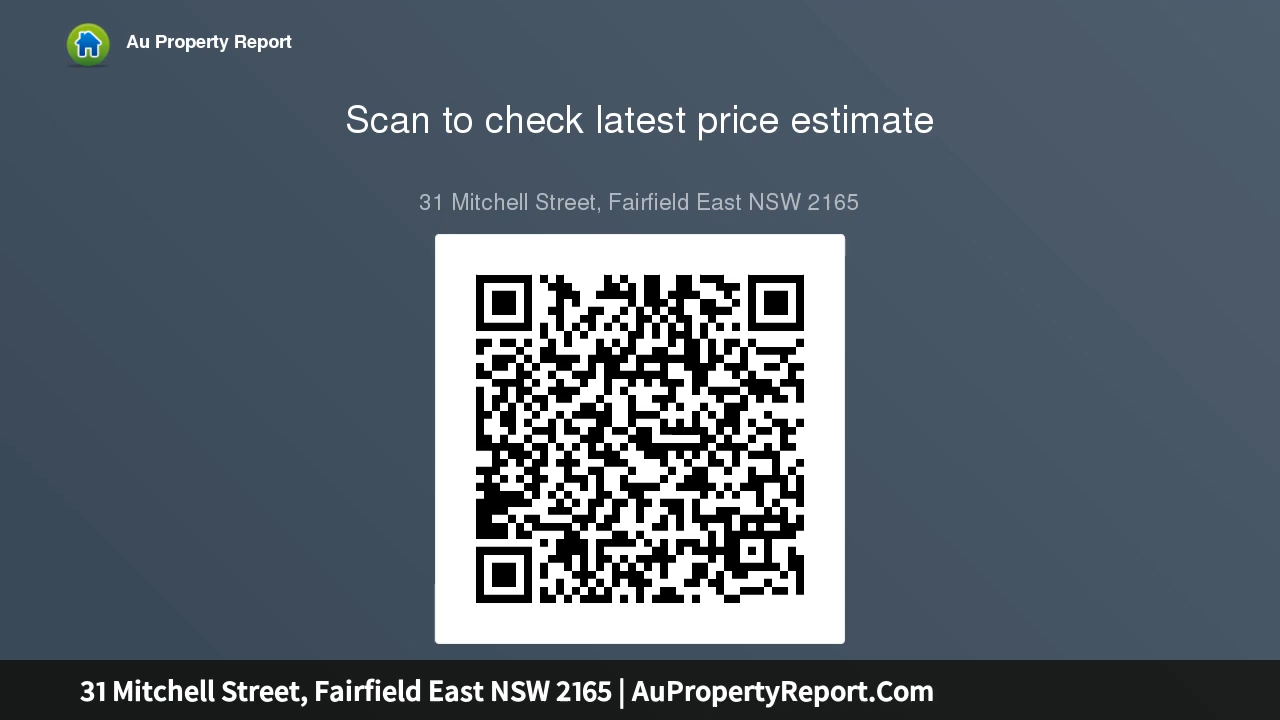 Au Property Report
Scan to check latest price estimate
31 Mitchell Street, Fairfield East NSW 2165
31 Mitchell Street, Fairfield East NSW 2165 | AuPropertyReport.Com